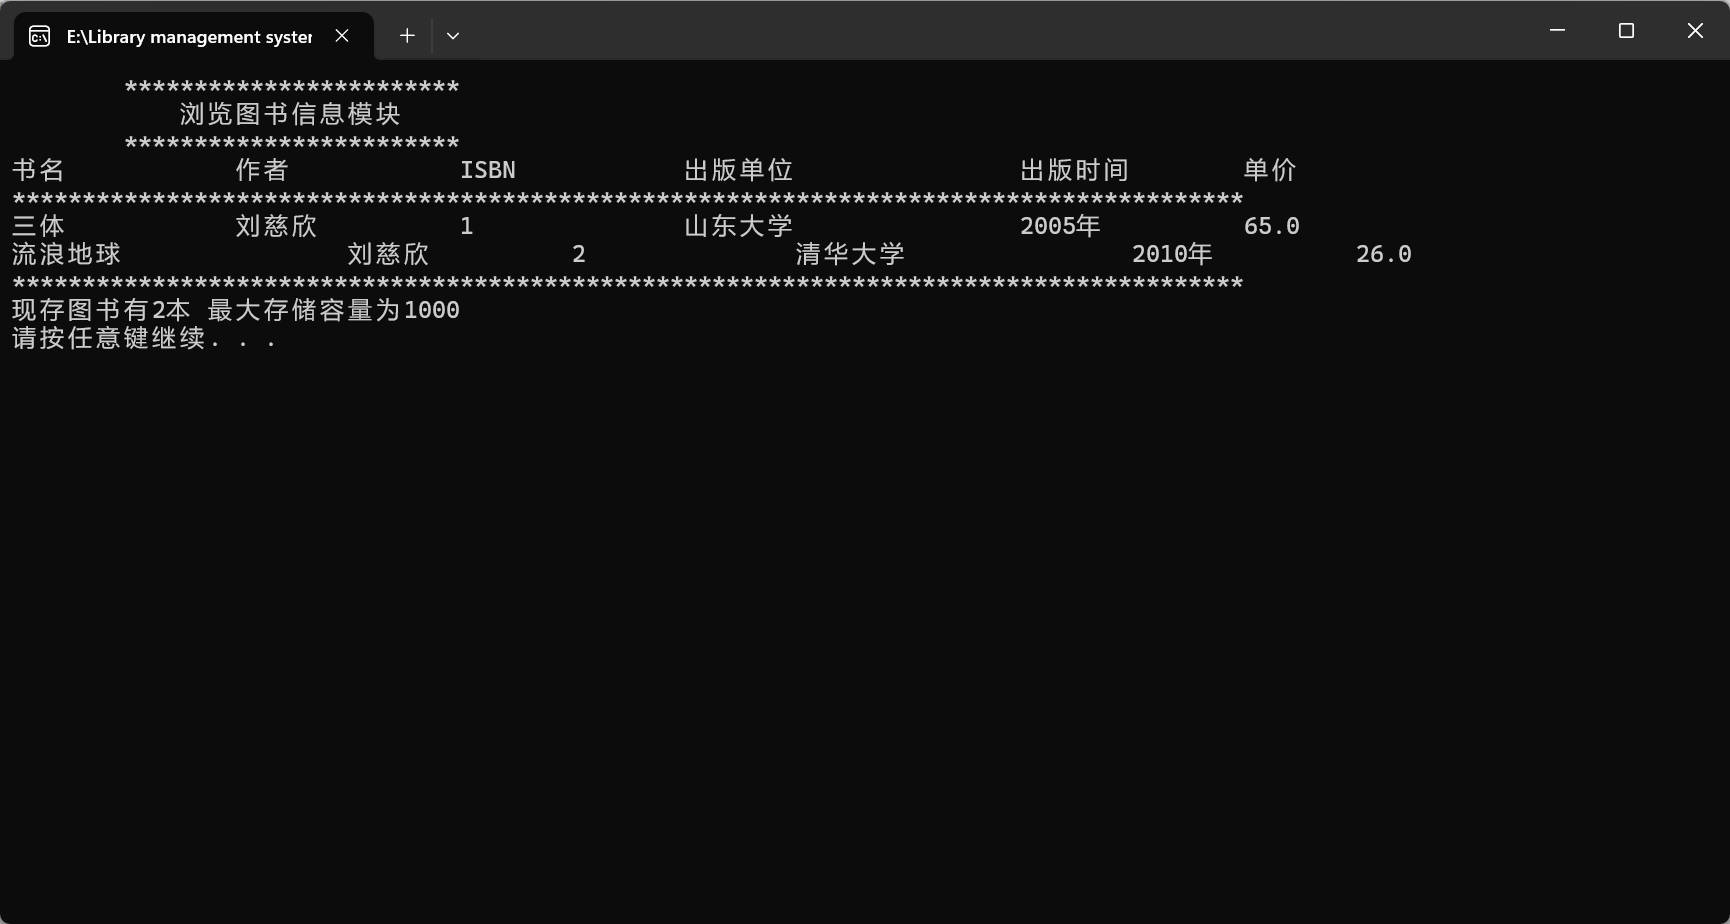 E:\Library management syster
************************
浏览图书信息模块
************************
书名 作者 ISBN 出版单位 出版时间 单价
****************************************************************************************
三体 刘慈欣 1 山东大学 2005年 65.0
流浪地球 刘慈欣 2 清华大学 2010年 26.0
****************************************************************************************
现存图书有2本 最大存储容量为1000
请按任意键继续. . .